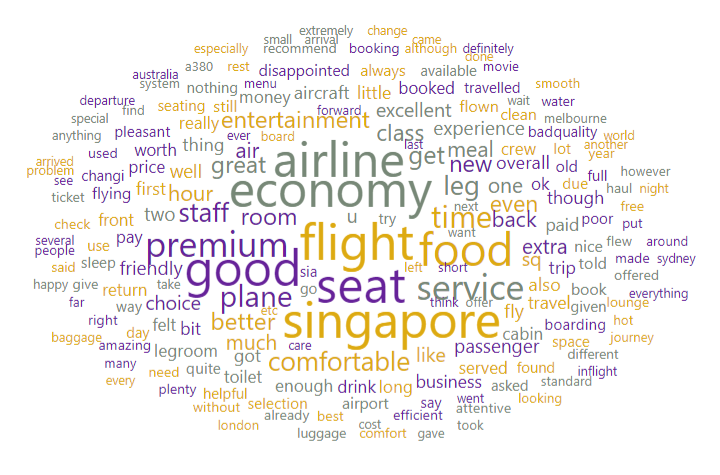 extremely change
small arrival came
especially recommend booking although definitely
a380 rest done
australia system nothing menu disappointed always available movie
departure money aircraft little booked travelled smooth
special find seating still forward excellent flown wait water
anything pleasant really entertainment class experience clean melbourne
used worth thing ever board last get meal crew lot badquality another world
arrived price well great air airline new overall old full year
problem changi however
see first hour economy leg one ok due haul night
ticket flying two staff room u try next time even though paid poor free
check front want back put
several use pay premium flight food extra nice flew around
people said sleep friendly good sia left short sq trip told made sydney
happy give return take go seat service also book offered everything
far way choice plane etc think offer fly travel given lounge
right day felt bit better singapore boarding hot
baggage amazing legroom much care cabin space journey
many need quite got comfortable like passenger different
every toilet served found inflight
plenty helpful enough drink long business asked standard
without selection airport say went looking
already best efficient attentive
london cost
luggage comfort gave took